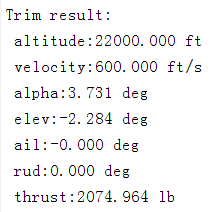 Trim result:
altitude:22000.000 ft
velocity:600.000 ft/s
alpha:3.731 deg
elev:-2.284 deg
ail:-0.000 deg
rud:0.000 deg
thrust:2074.964 lb